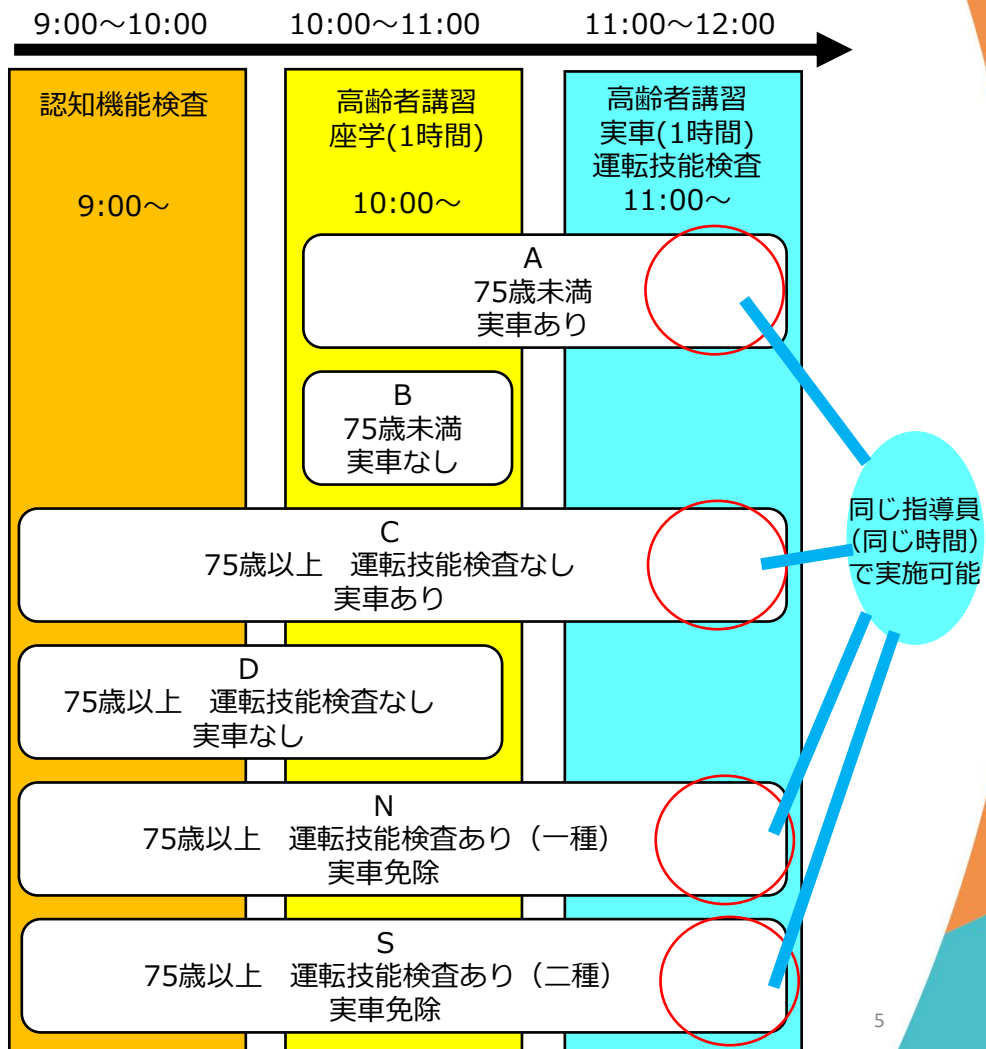 9:00～10:00
10:00～11:00
11:00～12:00
認知機能検査
9:00～
高齢者講習
座学(1時間)
10:00～
高齢者講習
実車(1時間)
運転技能検査
11:00～
A
75歳未満
実車あり
B
75歳未満
実車なし
C
75歳以上　運転技能検査なし
実車あり
D
75歳以上　運転技能検査なし
実車なし
N
75歳以上　運転技能検査あり（一種）
実車免除
S
75歳以上　運転技能検査あり（二種）
実車免除
同じ指導員
（同じ時間）
で実施可能
5